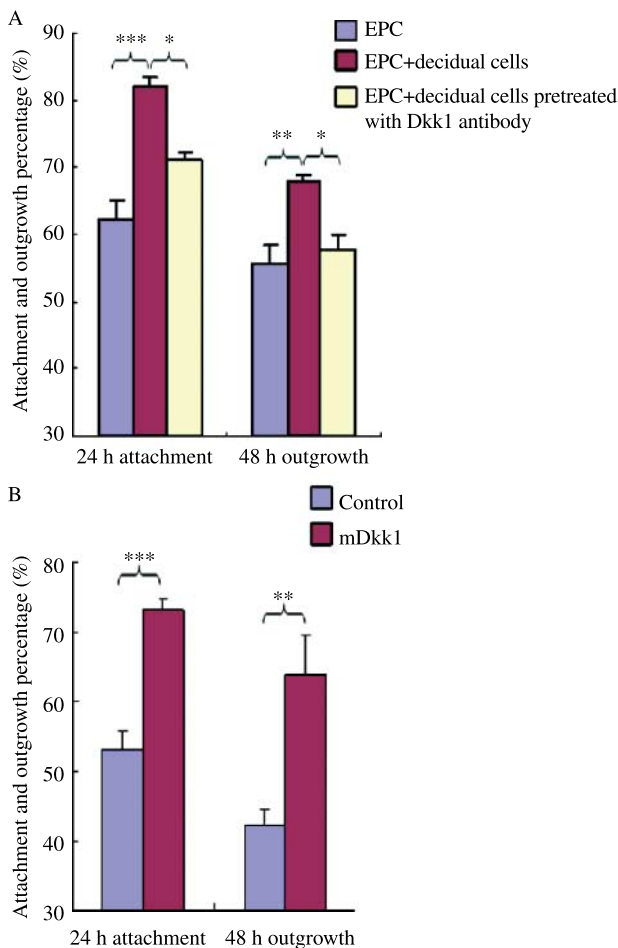 A
Attachment and outgrowth percentage (%)
90
80
70
60
50
40
30
***
*
**
*
EPC
EPC+decidual cells
EPC+decidual cells pretreated
with Dkk1 antibody
24 h attachment
48 h outgrowth
B
Attachment and outgrowth percentage (%)
80
70
60
50
40
30
***
**
Control
mDkk1
24 h attachment
48 h outgrowth